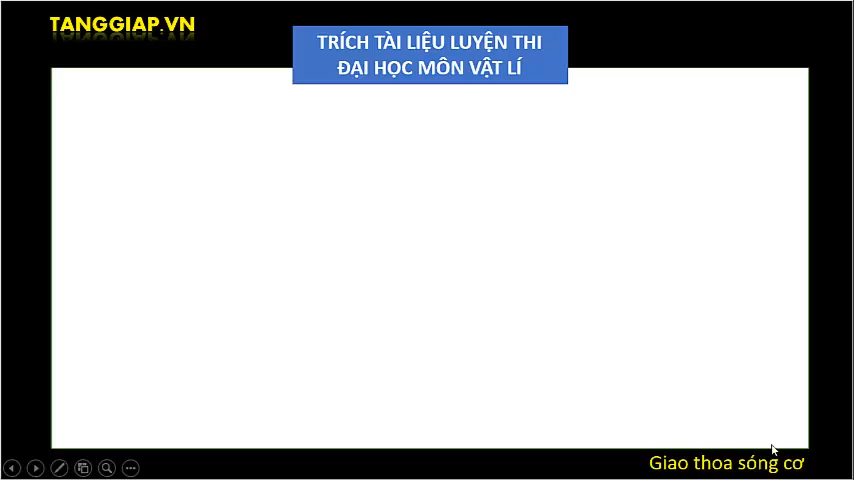 TANGGIAP.VN
TRÍCH TÀI LIỆU LUYỆN THI
ĐẠI HỌC MÔN VẬT LÍ
Giao thoa sóng cơ